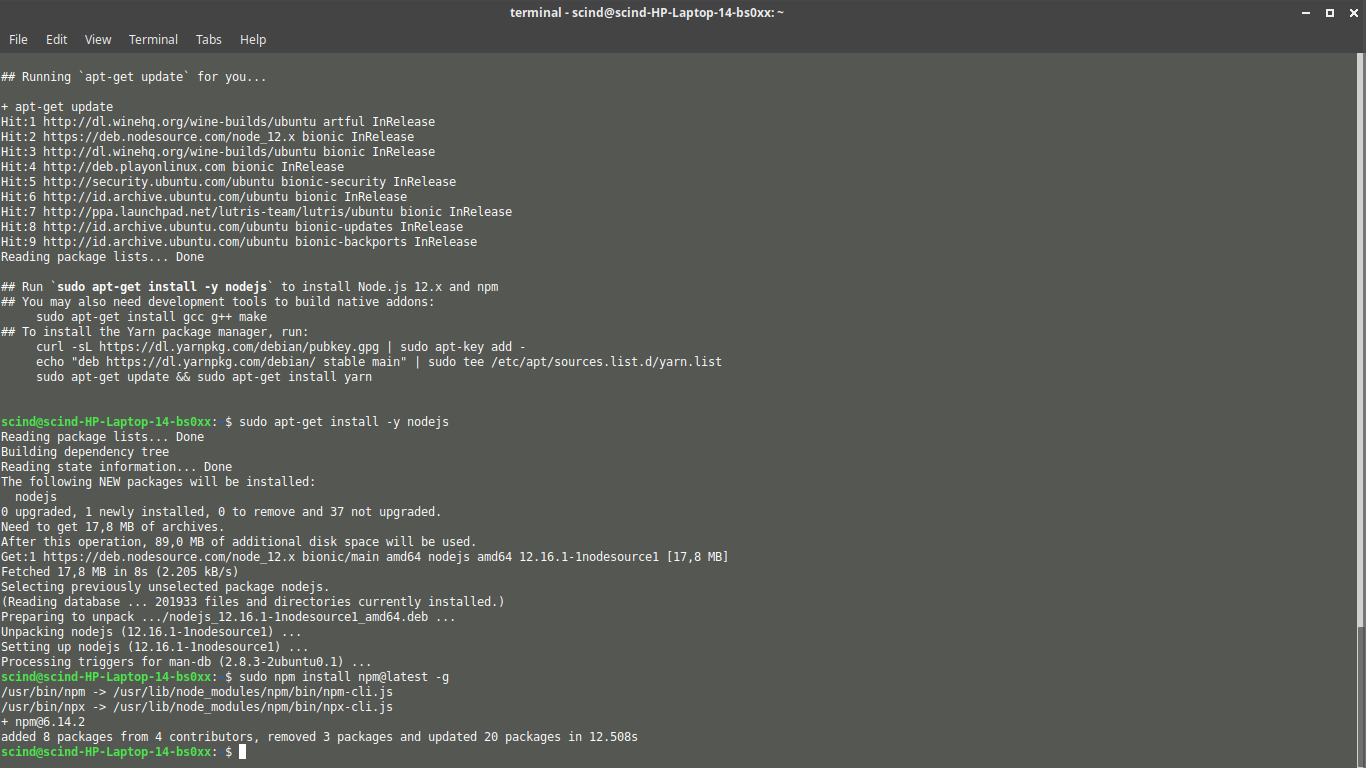 terminal - scind@scind-HP-Laptop-14-bs0xx: ~
File Edit View Terminal Tabs Help
## Running `apt-get update` for you...
+ apt-get update
Hit:1 http://dl.winehq.org/wine-builds/ubuntu artful InRelease
Hit:2 https://deb.nodesource.com/node_12.x bionic InRelease
Hit:3 http://dl.winehq.org/wine-builds/ubuntu bionic InRelease
Hit:4 http://deb.playonlinux.com bionic InRelease
Hit:5 http://security.ubuntu.com/ubuntu bionic-security InRelease
Hit:6 http://id.archive.ubuntu.com/ubuntu bionic InRelease
Hit:7 http://ppa.launchpad.net/lutris-team/lutris/ubuntu bionic InRelease
Hit:8 http://id.archive.ubuntu.com/ubuntu bionic-updates InRelease
Hit:9 http://id.archive.ubuntu.com/ubuntu bionic-backports InRelease
Reading package lists... Done
## Run `sudo apt-get install -y nodejs` to install Node.js 12.x and npm
## You may also need development tools to build native addons:
     sudo apt-get install gcc g++ make
## To install the Yarn package manager, run:
     curl -sL https://dl.yarnpkg.com/debian/pubkey.gpg | sudo apt-key add -
     echo "deb https://dl.yarnpkg.com/debian/ stable main" | sudo tee /etc/apt/sources.list.d/yarn.list
     sudo apt-get update && sudo apt-get install yarn
scind@scind-HP-Laptop-14-bs0xx:~$ sudo apt-get install -y nodejs
Reading package lists... Done
Building dependency tree
Reading state information... Done
The following NEW packages will be installed:
  nodejs
0 upgraded, 1 newly installed, 0 to remove and 37 not upgraded.
Need to get 17,8 MB of archives.
After this operation, 89,0 MB of additional disk space will be used.
Get:1 https://deb.nodesource.com/node_12.x bionic/main amd64 nodejs amd64 12.16.1-1nodesource1 [17,8 MB]
Fetched 17,8 MB in 8s (2.205 kB/s)
Selecting previously unselected package nodejs.
(Reading database ... 201933 files and directories currently installed.)
Preparing to unpack .../nodejs_12.16.1-1nodesource1_amd64.deb ...
Unpacking nodejs (12.16.1-1nodesource1) ...
Setting up nodejs (12.16.1-1nodesource1) ...
Processing triggers for man-db (2.8.3-2ubuntu0.1) ...
scind@scind-HP-Laptop-14-bs0xx:~$ sudo npm install npm@latest -g
/usr/bin/npm -> /usr/lib/node_modules/npm/bin/npm-cli.js
/usr/bin/npx -> /usr/lib/node_modules/npm/bin/npx-cli.js
+ npm@6.14.2
added 8 packages from 4 contributors, removed 3 packages and updated 20 packages in 12.508s
scind@scind-HP-Laptop-14-bs0xx:~$